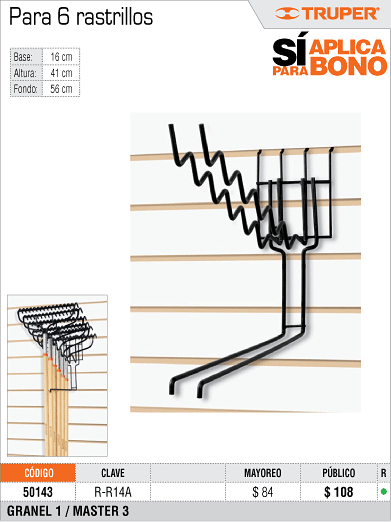 Para 6 rastrillos
TRUPER®
SÍ APLICA
PARA BONO
Base: 16 cm
Altura: 41 cm
Fondo: 56 cm
CÓDIGO CLAVE MAYOREO PÚBLICO R
50143 R-R14A $ 84 $ 108
GRANEL 1 / MASTER 3